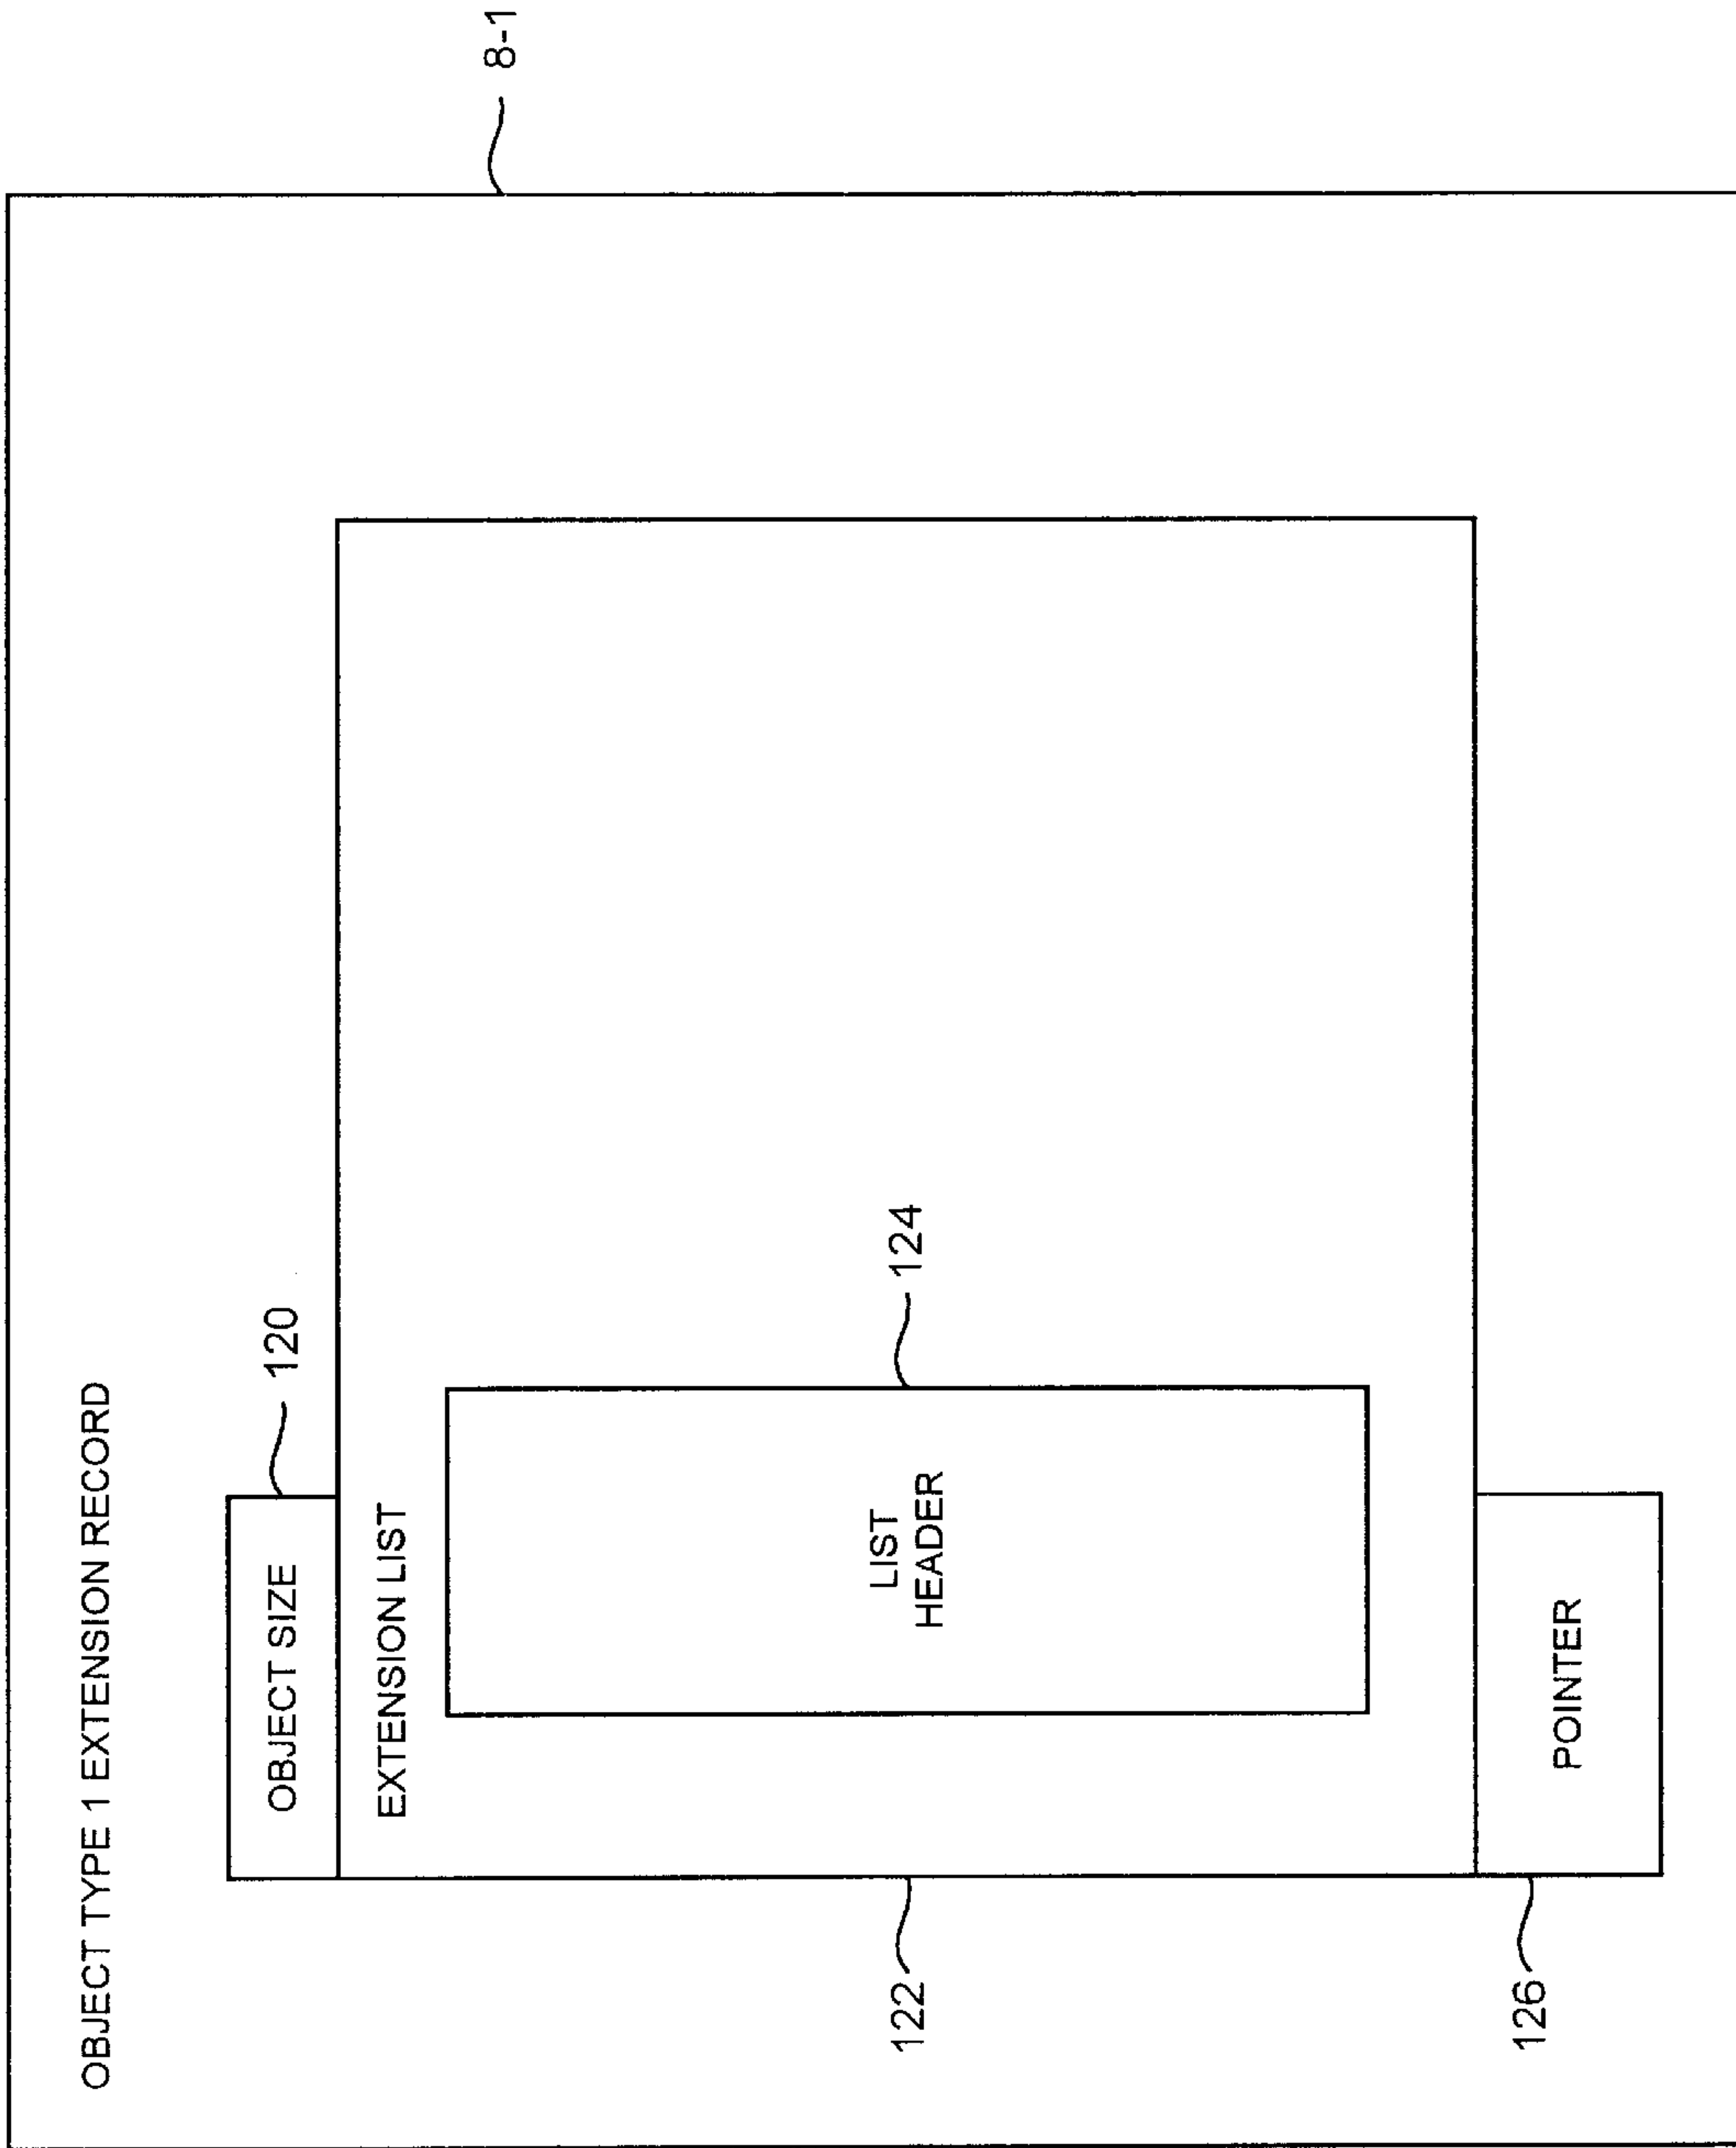 OBJECT TYPE 1 EXTENSION RECORD
OBJECT SIZE
120
EXTENSION LIST
8-1
122
LIST
HEADER
124
126
POINTER